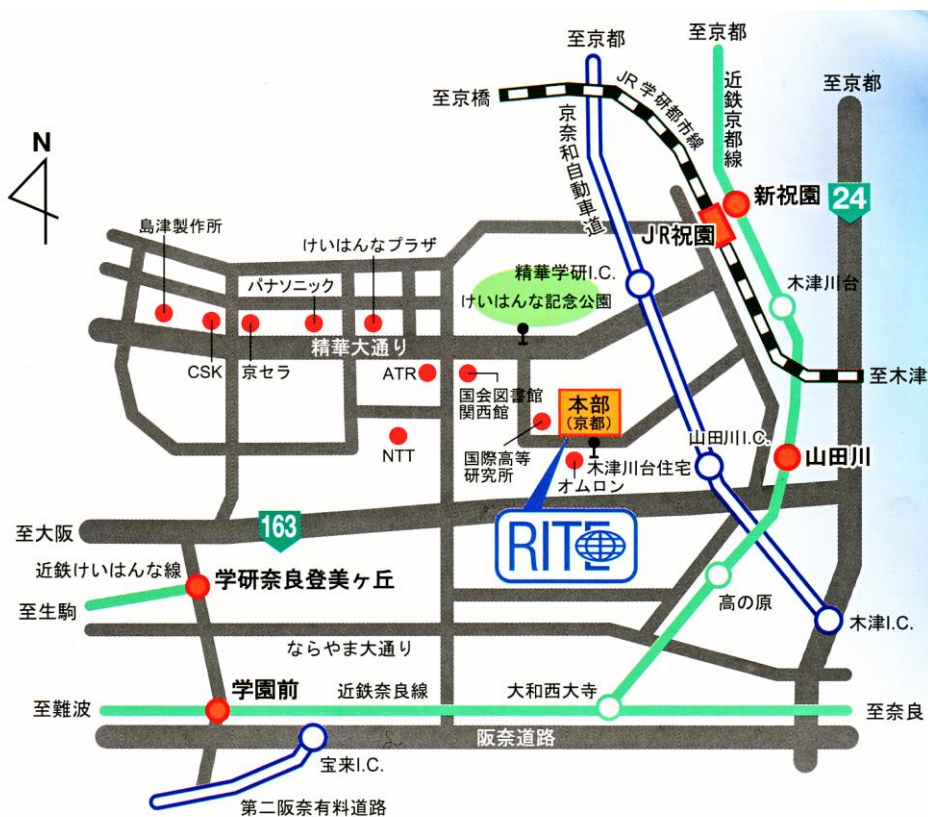 至京都
至京都
至京都
至京橋
JR学研都市線
近鉄京都線
京奈和自動車道
N
新祝園
24
JR祝園
島津製作所
けいはんなプラザ
パナソニック
精華学研I.C.
けいはんな記念公園
木津川台
精華大通り
CSK
京セラ
ATR
国会図書館
関西館
至木津
本部
(京都)
NTT
国際高等
研究所
木津川台住宅
オムロン
山田川I.C.
山田川
至大阪
163
RITE
近鉄けいはんな線
学研奈良登美ヶ丘
至生駒
高の原
木津I.C.
ならやま大通り
学園前
近鉄奈良線
大和西大寺
至難波
至奈良
阪奈道路
宝来I.C.
第二阪奈有料道路